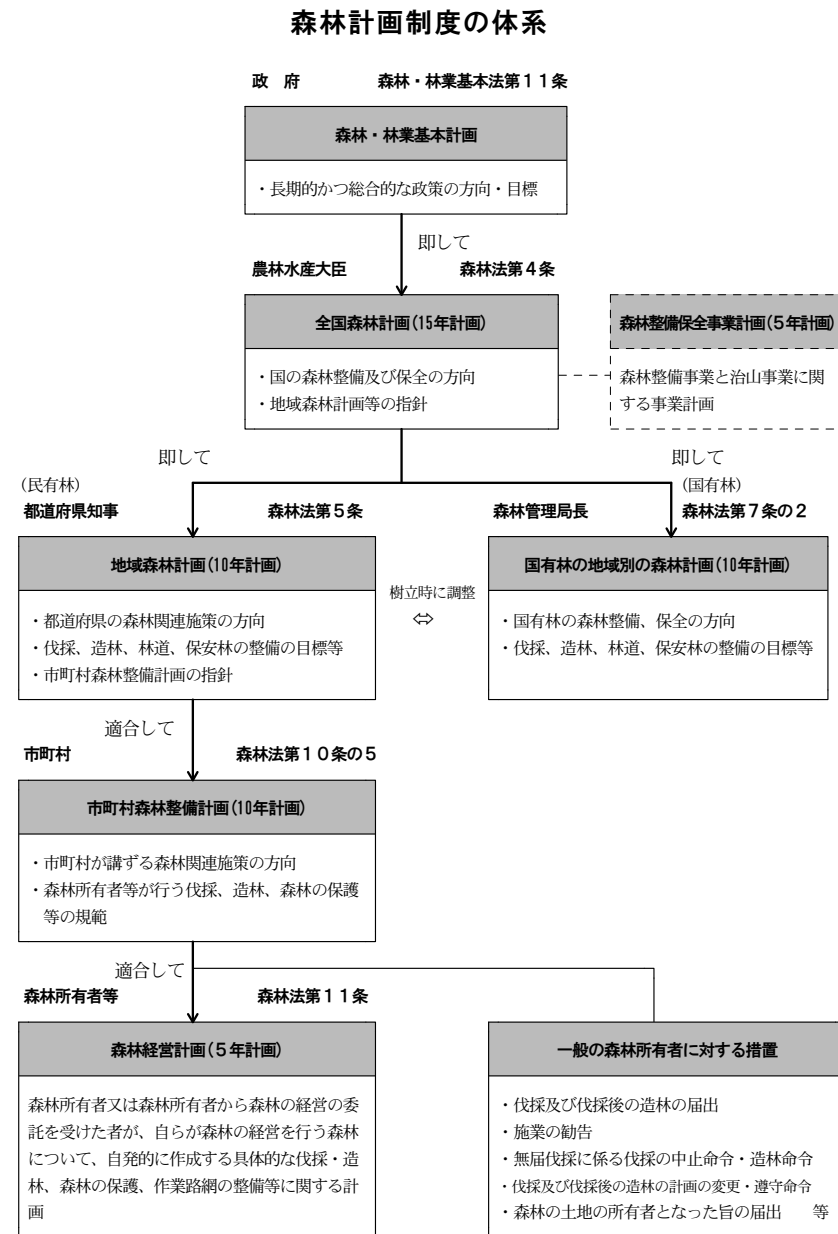 森林計画制度の体系
政　府　　　森林・林業基本法第１１条
森林・林業基本計画
・長期的かつ総合的な政策の方向・目標
即して
農林水産大臣　　　森林法第４条
全国森林計画(15年計画)
・国の森林整備及び保全の方向
・地域森林計画等の指針
森林整備保全事業計画(５年計画)
森林整備事業と治山事業に関
する事業計画
即して
即して
(民有林)
都道府県知事　　　森林法第５条
(国有林)
森林管理局長　　　森林法第７条の２
地域森林計画(10年計画)
・都道府県の森林関連施策の方向
・伐採、造林、林道、保安林の整備の目標等
・市町村森林整備計画の指針
樹立時に調整
⇔
国有林の地域別の森林計画(10年計画)
・国有林の森林整備、保全の方向
・伐採、造林、林道、保安林の整備の目標等
適合して
市町村　　　森林法第１０条の５
市町村森林整備計画(10年計画)
・市町村が講ずる森林関連施策の方向
・森林所有者等が行う伐採、造林、森林の保護
等の規範
適合して
森林所有者等　　　森林法第１１条
森林経営計画(５年計画)
森林所有者又は森林所有者から森林の経営の委
託を受けた者が、自らが森林の経営を行う森林
について、自発的に作成する具体的な伐採・造
林、森林の保護、作業路網の整備等に関する計
画
一般の森林所有者に対する措置
・伐採及び伐採後の造林の届出
・施業の勧告
・無届伐採に係る伐採の中止命令・造林命令
・伐採及び伐採後の造林の計画の変更・遵守命令
・森林の土地の所有者となった旨の届出　　等